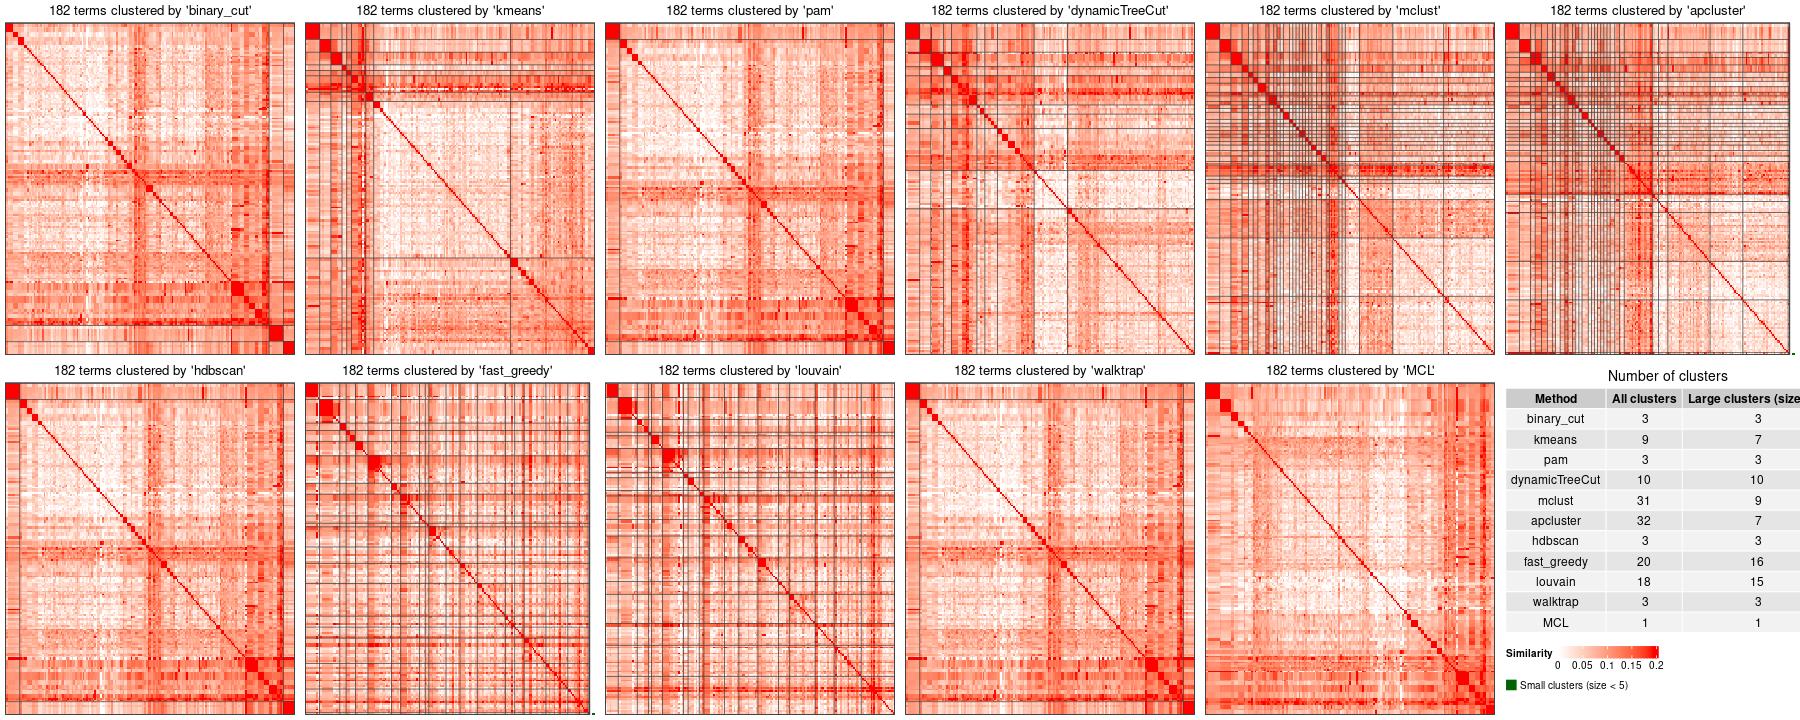 182 terms clustered by 'binary_cut'
182 terms clustered by 'kmeans'
182 terms clustered by 'pam'
182 terms clustered by 'dynamicTreeCut'
182 terms clustered by 'mclust'
182 terms clustered by 'apcluster'
182 terms clustered by 'hdbscan'
182 terms clustered by 'fast_greedy'
182 terms clustered by 'louvain'
182 terms clustered by 'walktrap'
182 terms clustered by 'MCL'
Number of clusters
Method All clusters Large clusters (size
binary_cut 3 3
kmeans 9 7
pam 3 3
dynamicTreeCut 10 10
mclust 31 9
apcluster 32 7
hdbscan 3 3
fast_greedy 20 16
louvain 18 15
walktrap 3 3
MCL 1 1
Similarity
0 0.05 0.1 0.15 0.2
Small clusters (size < 5)